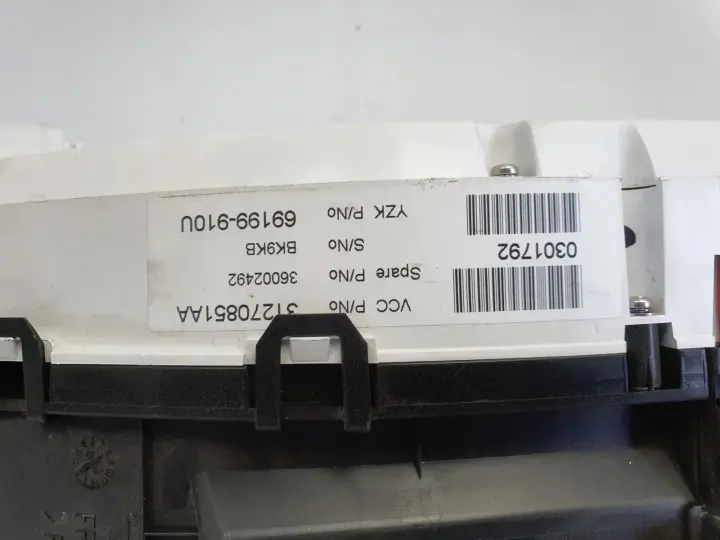 VCC P/No 31270851AA
Spare P/No 36002492
S/No BK9KB
YZK P/No 69199-910U
0301792